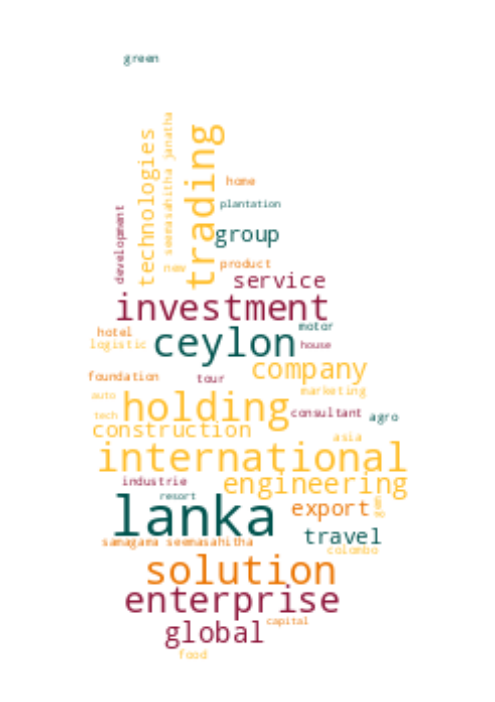 green
technologies
seemasahitha janatha
trading
home
plantation
development
group
new
product
service
investment
motor
hotel
ceylon
logistic
house
company
foundation
tour
marketing
auto
holding
consultant
tech
agro
construction
asia
international
industrie
engineering
resort
lanka
export
travel
samagama seemasahitha
colombo
solution
enterprise
capital
global
food